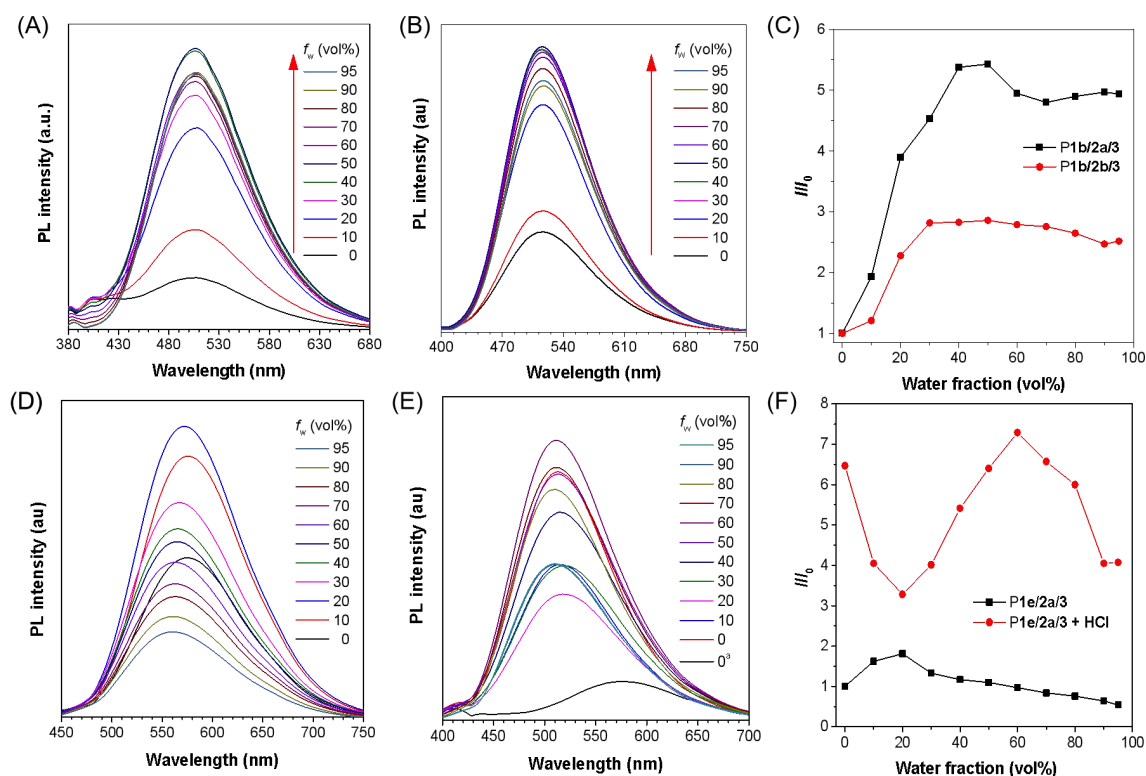 (A)
PL intensity (a.u.)
fw (vol%)
95
90
80
70
60
50
40
30
20
10
0
380 430 480 530 580 630 680
Wavelength (nm)
(B)
PL intensity (au)
fw (vol%)
95
90
80
70
60
50
40
30
20
10
0
400 470 540 610 680 750
Wavelength (nm)
(C)
I/I0
6
5
4
3
2
1
P1b/2a/3
P1b/2b/3
0 20 40 60 80 100
Water fraction (vol%)
(D)
PL intensity (au)
fw (vol%)
95
90
80
70
60
50
40
30
20
10
0
450 500 550 600 650 700 750
Wavelength (nm)
(E)
PL intensity (au)
fw (vol%)
95
90
80
70
60
50
40
30
20
10
0
0ᵃ
400 450 500 550 600 650 700
Wavelength (nm)
(F)
I/I0
8
7
6
5
4
3
2
1
0
P1e/2a/3
P1e/2a/3 + HCl
0 20 40 60 80 100
Water fraction (vol%)